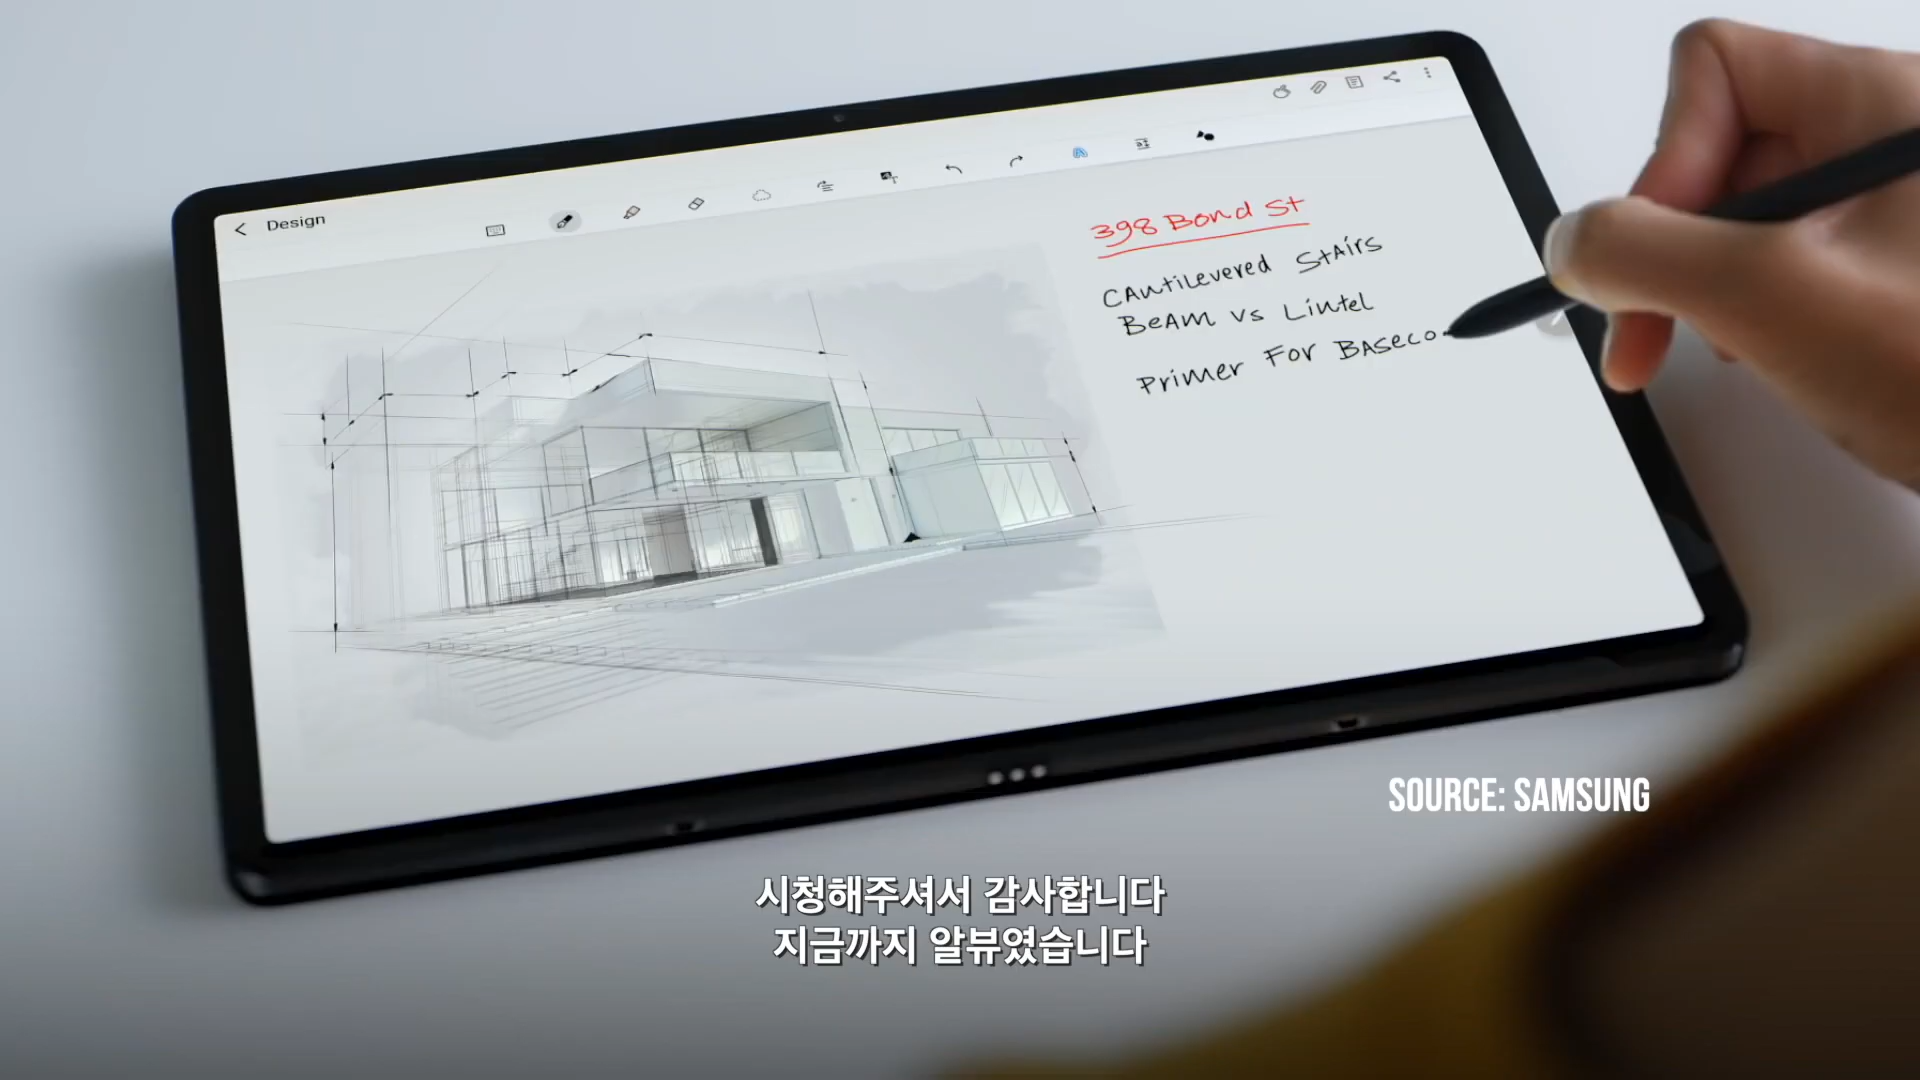 Design
398 Bond St
CAntiLevered StAirs
BeAM vs Lintel
Primer For BAseco
SOURCE: SAMSUNG
시청해주셔서 감사합니다
지금까지 알뷰였습니다